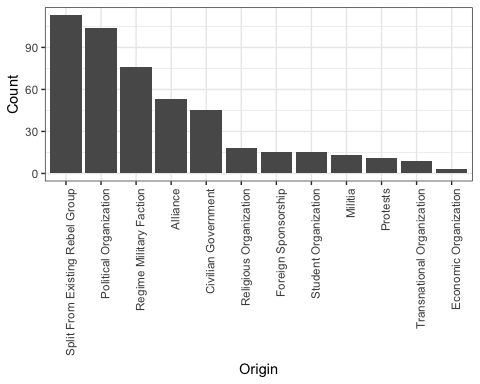 Count
90
60
30
0
Split From Existing Rebel Group
Political Organization
Regime Military Faction
Alliance
Civilian Government
Religious Organization
Foreign Sponsorship
Student Organization
Militia
Protests
Transnational Organization
Economic Organization
Origin